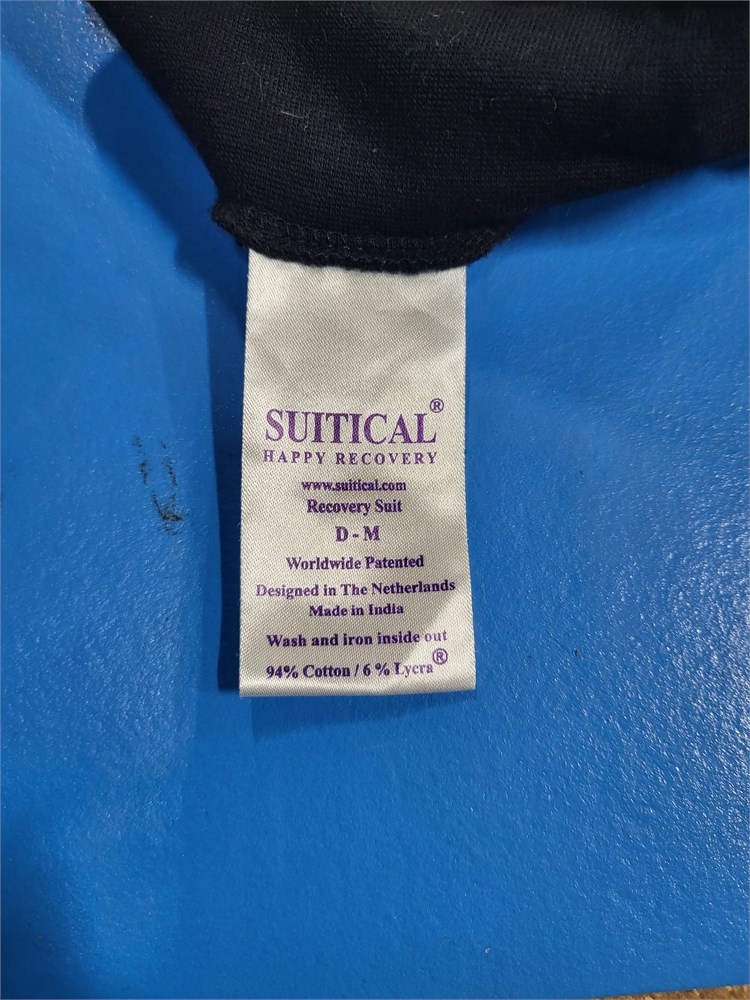 SUITICAL®
HAPPY RECOVERY
www.suitical.com
Recovery Suit
D - M
Worldwide Patented
Designed in The Netherlands
Made in India
Wash and iron inside out
94% Cotton / 6 % Lycra®